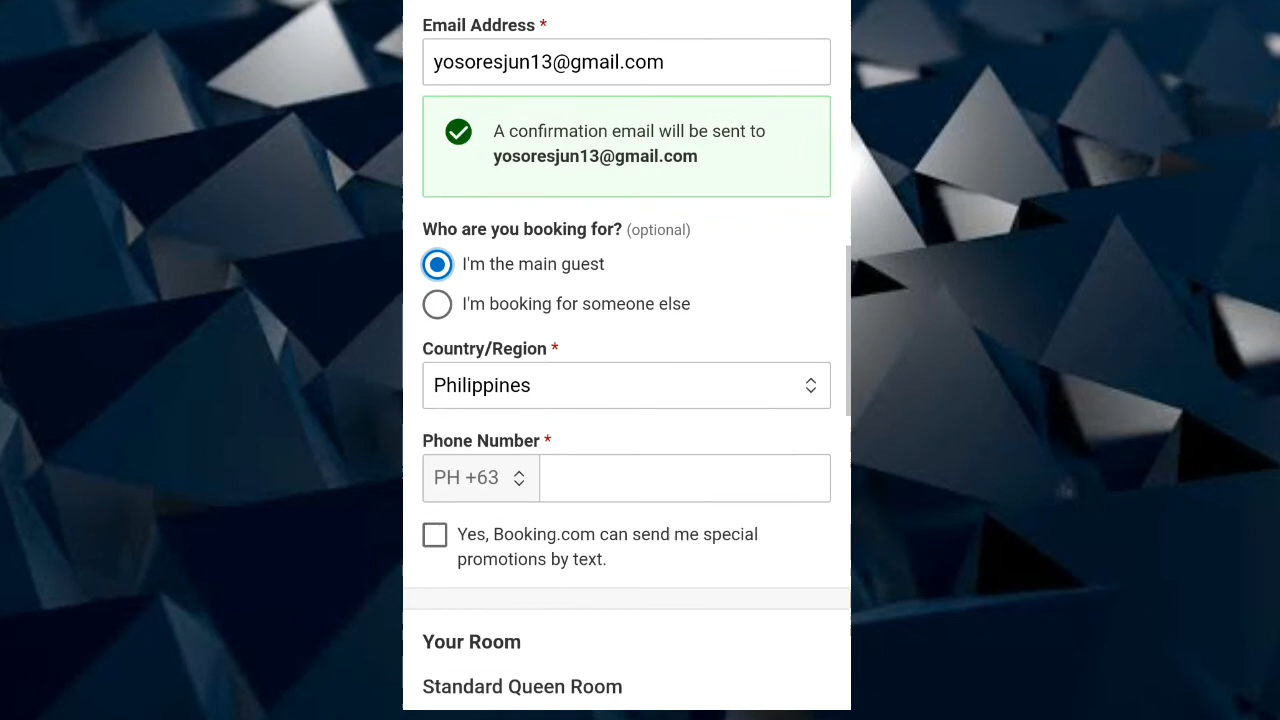 Email Address *
yosoresjun13@gmail.com
A confirmation email will be sent to
yosoresjun13@gmail.com
Who are you booking for? (optional)
I'm the main guest
I'm booking for someone else
Country/Region *
Philippines
Phone Number *
PH +63
Yes, Booking.com can send me special
promotions by text.
Your Room
Standard Queen Room